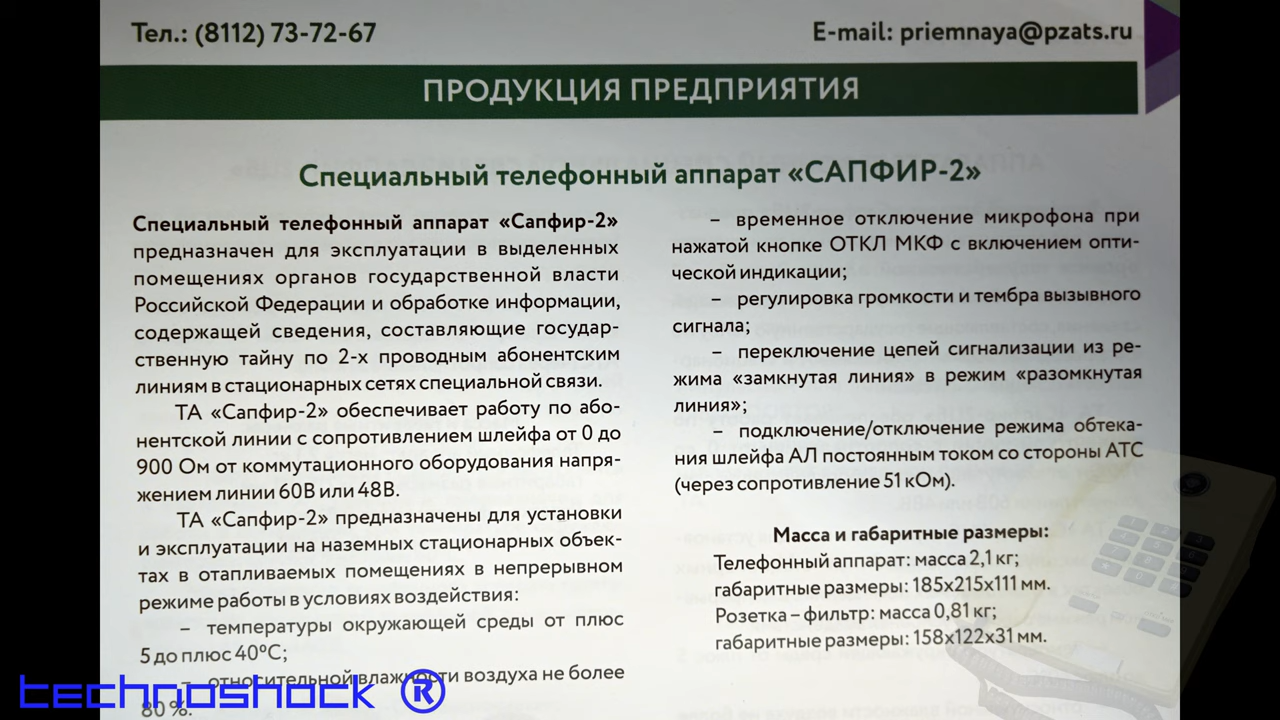 Тел.: (8112) 73-72-67
E-mail: priemnaya@pzats.ru
ПРОДУКЦИЯ ПРЕДПРИЯТИЯ
Специальный телефонный аппарат «САПФИР-2»
Специальный телефонный аппарат «Сапфир-2»
предназначен для эксплуатации в выделенных
помещениях органов государственной власти
Российской Федерации и обработке информации,
содержащей сведения, составляющие государ-
ственную тайну по 2-х проводным абонентским
линиям в стационарных сетях специальной связи.
ТА «Сапфир-2» обеспечивает работу по або-
нентской линии с сопротивлением шлейфа от 0 до
900 Ом от коммутационного оборудования напря-
жением линии 60В или 48В.
ТА «Сапфир-2» предназначены для установки
и эксплуатации на наземных стационарных объек-
тах в отапливаемых помещениях в непрерывном
режиме работы в условиях воздействия:
– температуры окружающей среды от плюс
5 до плюс 40°С;
– относительной влажности воздуха не более
80 %.
– временное отключение микрофона при
нажатой кнопке ОТКЛ МКФ с включением опти-
ческой индикации;
– регулировка громкости и тембра вызывного
сигнала;
– переключение цепей сигнализации из ре-
жима «замкнутая линия» в режим «разомкнутая
линия»;
– подключение/отключение режима обтека-
ния шлейфа АЛ постоянным током со стороны АТС
(через сопротивление 51 кОм).
Масса и габаритные размеры:
Телефонный аппарат: масса 2,1 кг;
габаритные размеры: 185х215х111 мм.
Розетка – фильтр: масса 0,81 кг;
габаритные размеры: 158х122х31 мм.
technoshock ®